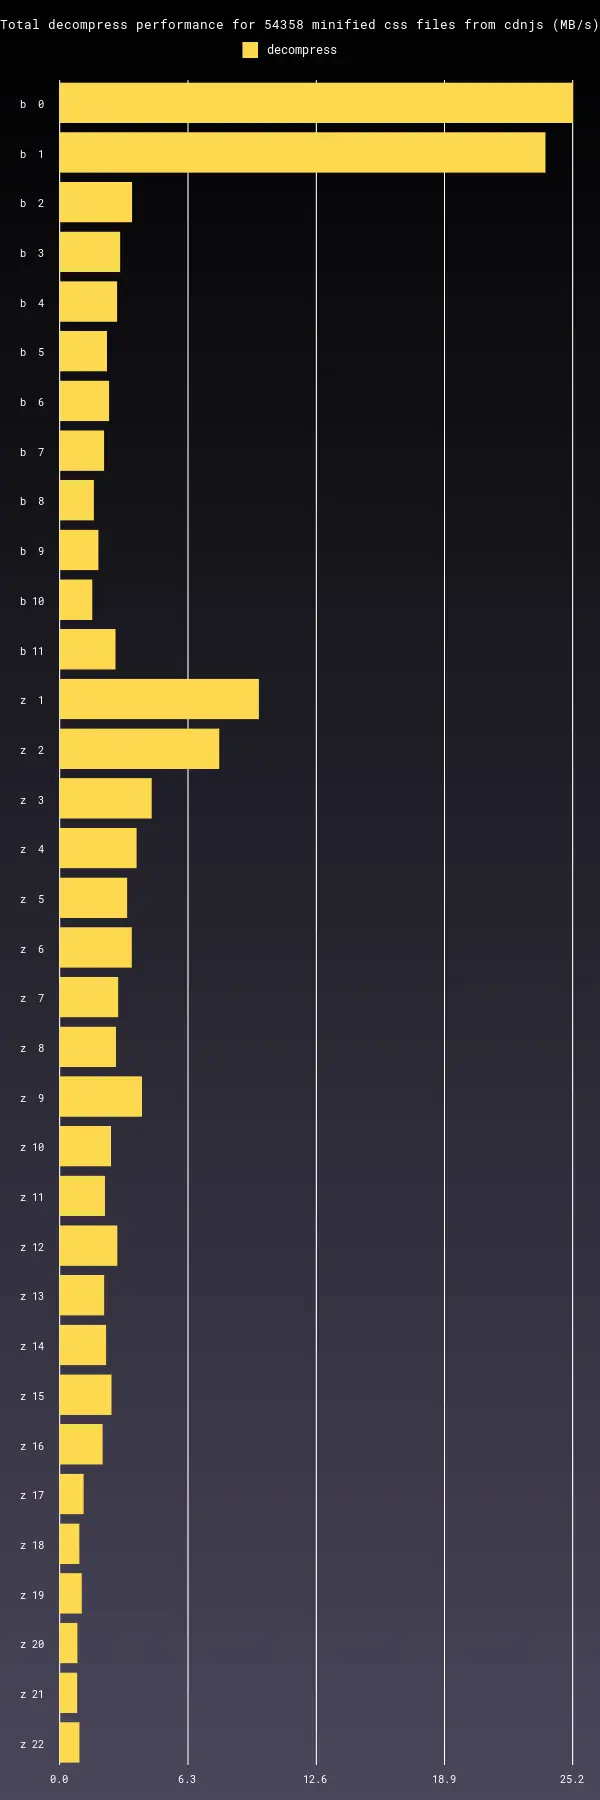 Total decompress performance for 54358 minified css files from cdnjs (MB/s)
decompress
b 0
b 1
b 2
b 3
b 4
b 5
b 6
b 7
b 8
b 9
b 10
b 11
z 1
z 2
z 3
z 4
z 5
z 6
z 7
z 8
z 9
z 10
z 11
z 12
z 13
z 14
z 15
z 16
z 17
z 18
z 19
z 20
z 21
z 22
0.0 6.3 12.6 18.9 25.2